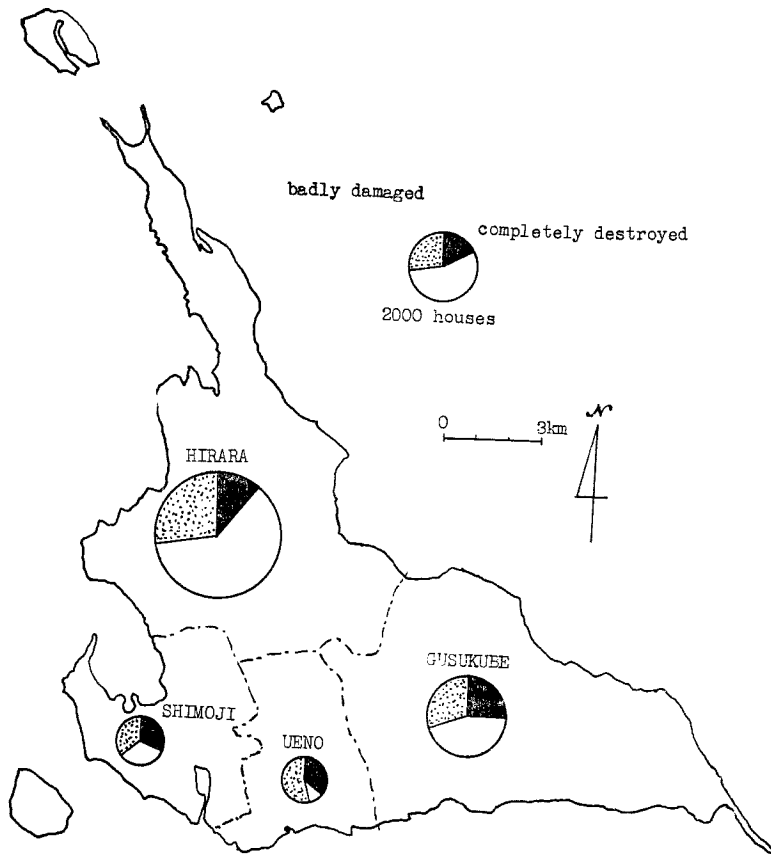 badly damaged
completely destroyed
2000 houses
0 3km
N
HIRARA
GUSUKUBE
SHIMOJI
UENO